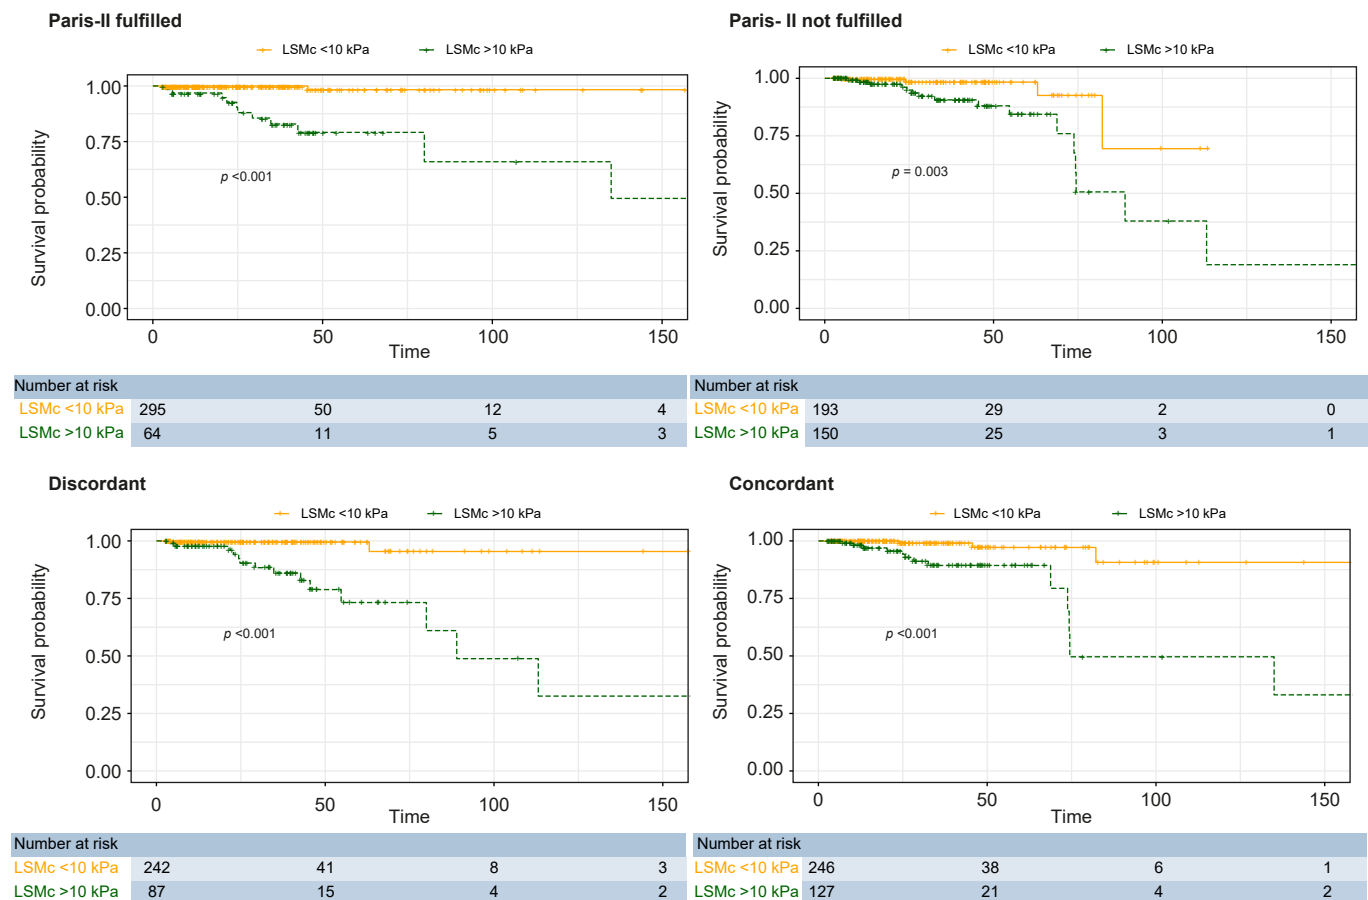 Paris-II fulfilled
LSMc <10 kPa LSMc >10 kPa
Survival probability
1.00
0.75
0.50
0.25
0.00
p <0.001
0 50 100 150
Time
Number at risk
LSMc <10 kPa 295 50 12 4
LSMc >10 kPa 64 11 5 3
Paris- II not fulfilled
LSMc <10 kPa LSMc >10 kPa
Survival probability
1.00
0.75
0.50
0.25
0.00
p = 0.003
0 50 100 150
Time
Number at risk
LSMc <10 kPa 193 29 2 0
LSMc >10 kPa 150 25 3 1
Discordant
LSMc <10 kPa LSMc >10 kPa
Survival probability
1.00
0.75
0.50
0.25
0.00
p <0.001
0 50 100 150
Time
Number at risk
LSMc <10 kPa 242 41 8 3
LSMc >10 kPa 87 15 4 2
Concordant
LSMc <10 kPa LSMc >10 kPa
Survival probability
1.00
0.75
0.50
0.25
0.00
p <0.001
0 50 100 150
Time
Number at risk
LSMc <10 kPa 246 38 6 1
LSMc >10 kPa 127 21 4 2